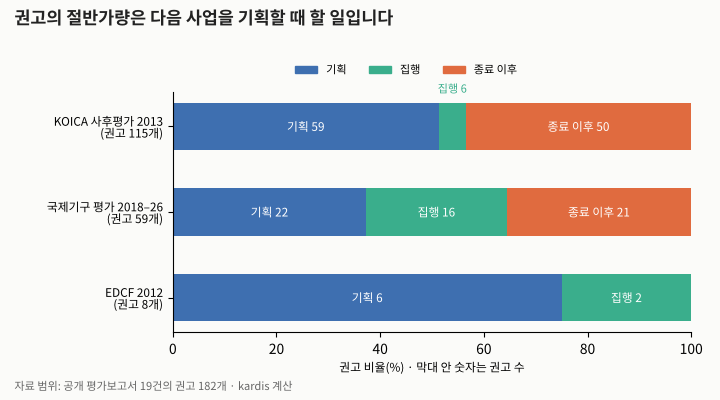 권고의 절반가량은 다음 사업을 기획할 때 할 일입니다
기획 집행 종료 이후
집행 6
KOICA 사후평가 2013
(권고 115개)
기획 59 종료 이후 50
국제기구 평가 2018–26
(권고 59개)
기획 22 집행 16 종료 이후 21
EDCF 2012
(권고 8개)
기획 6 집행 2
0 20 40 60 80 100
권고 비율(%) · 막대 안 숫자는 권고 수
자료 범위: 공개 평가보고서 19건의 권고 182개 · kardis 계산